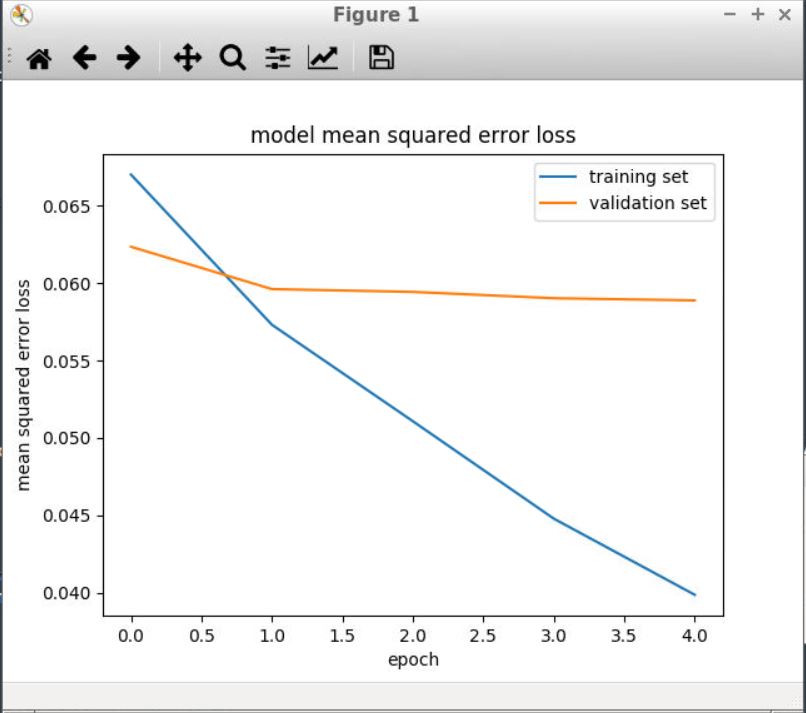 Figure 1
model mean squared error loss
training set
validation set
mean squared error loss
0.065
0.060
0.055
0.050
0.045
0.040
0.0 0.5 1.0 1.5 2.0 2.5 3.0 3.5 4.0
epoch